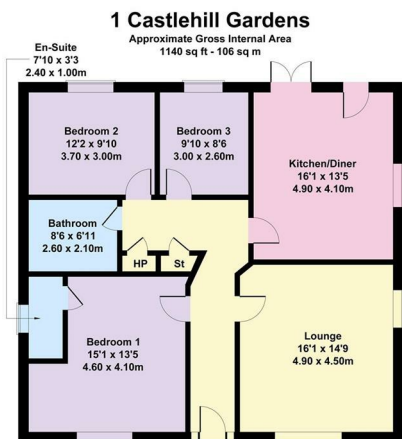 1 Castlehill Gardens
Approximate Gross Internal Area
1140 sq ft - 106 sq m
En-Suite
7'10 x 3'3
2.40 x 1.00m
Bedroom 2
12'2 x 9'10
3.70 x 3.00m
Bedroom 3
9'10 x 8'6
3.00 x 2.60m
Kitchen/Diner
16'1 x 13'5
4.90 x 4.10m
Bathroom
8'6 x 6'11
2.60 x 2.10m
HP
St
Bedroom 1
15'1 x 13'5
4.60 x 4.10m
Lounge
16'1 x 14'9
4.90 x 4.50m